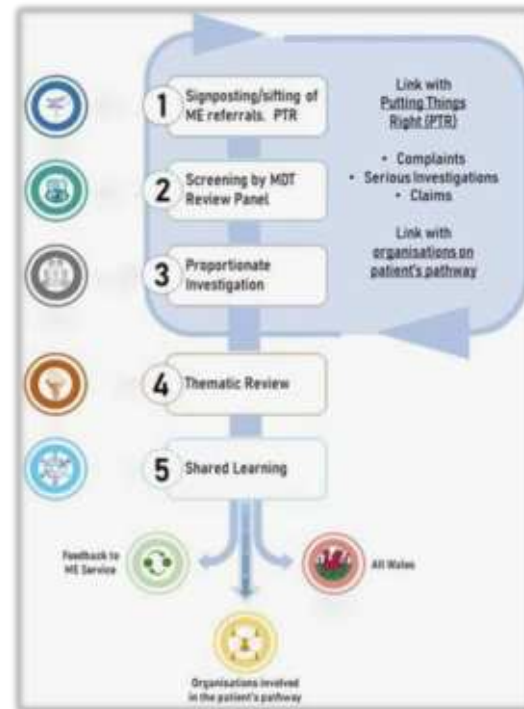 1
Signposting/sifting of
ME referrals. PTR
2
Screening by MDT
Review Panel
3
Proportionate
Investigation
4
Thematic Review
5
Shared Learning
Link with
Putting Things
Right (PTR)
• Complaints
• Serious Investigations
• Claims
Link with
organisations on
patient's pathway
Feedback to
ME Service
All Wales
Organisations involved
in the patient's pathway